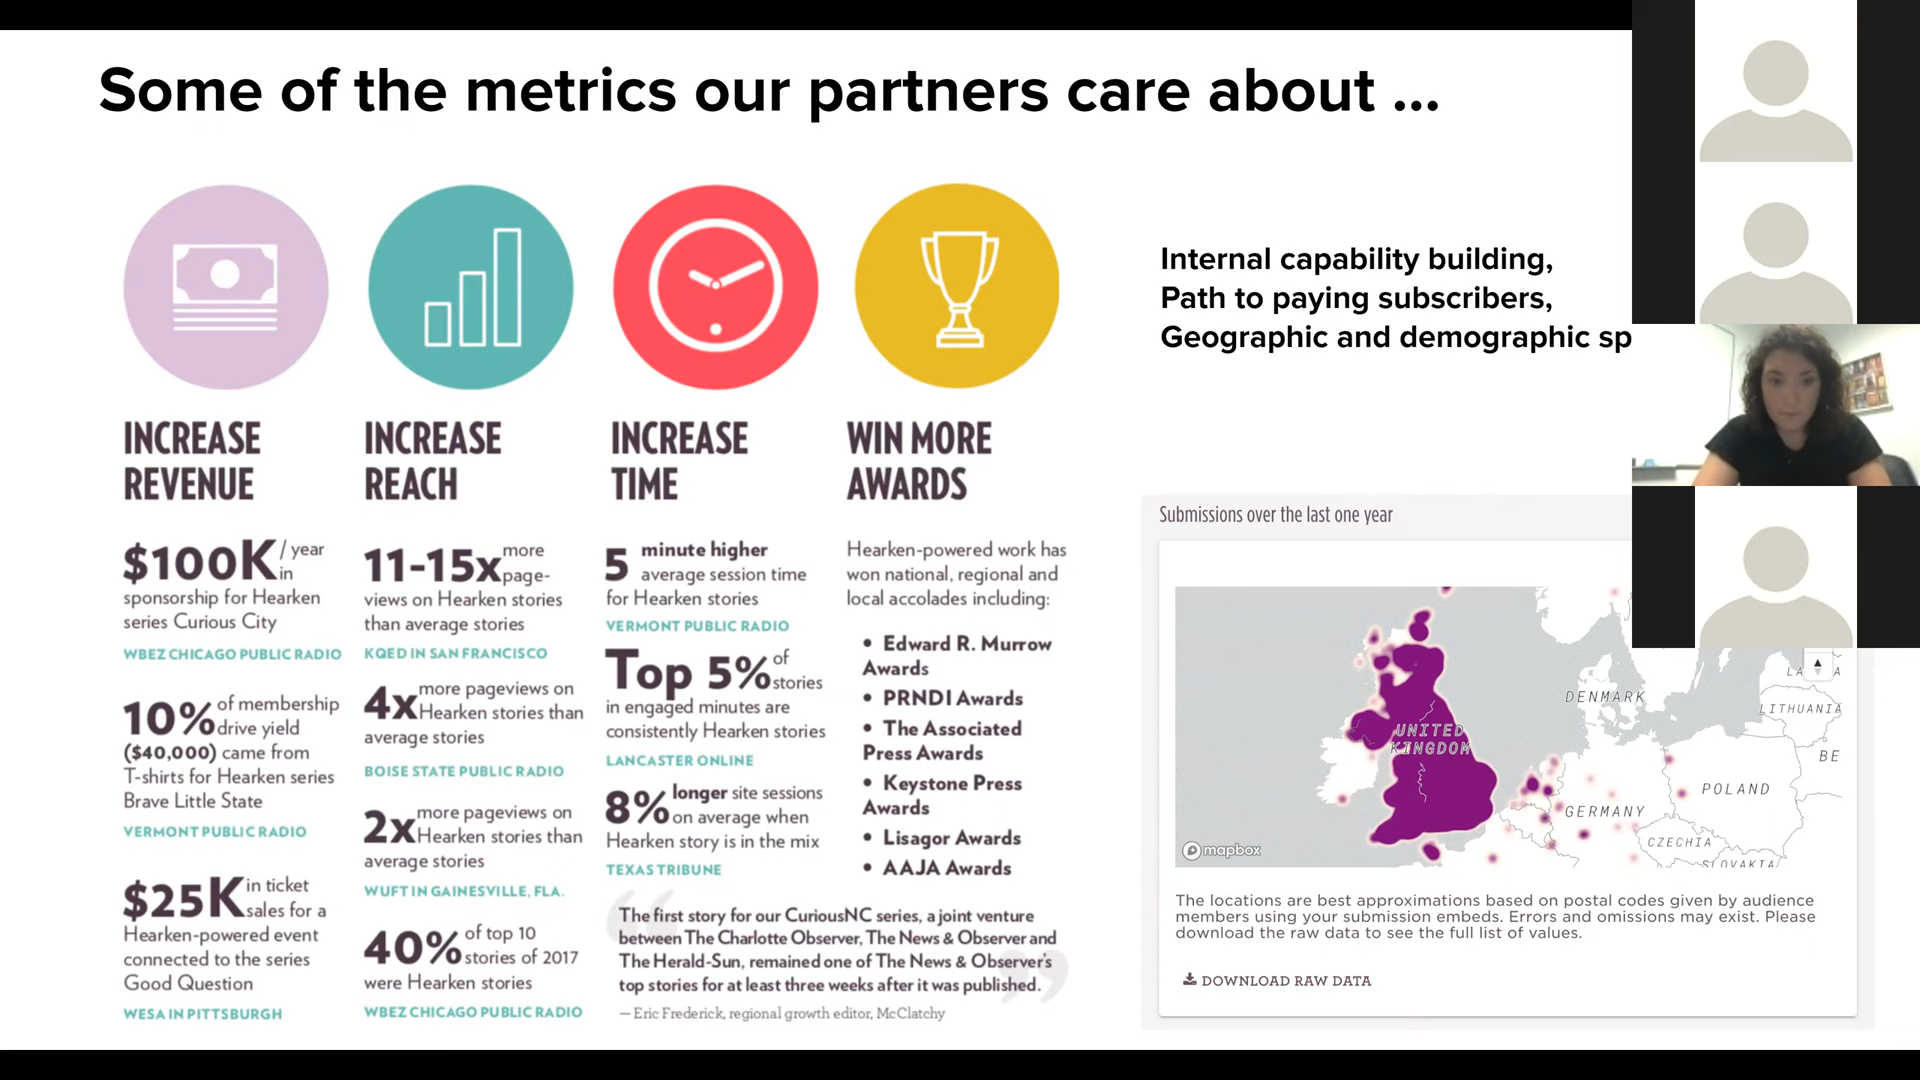 Some of the metrics our partners care about ...
INCREASE
REVENUE
$100K / year
in
sponsorship for Hearken
series Curious City
WBEZ CHICAGO PUBLIC RADIO
10% of membership
drive yield
($40,000) came from
T-shirts for Hearken series
Brave Little State
VERMONT PUBLIC RADIO
$25K in ticket
sales for a
Hearken-powered event
connected to the series
Good Question
WESA IN PITTSBURGH
INCREASE
REACH
11-15x more
page-
views on Hearken stories
than average stories
KQED IN SAN FRANCISCO
4x more pageviews on
Hearken stories than
average stories
BOISE STATE PUBLIC RADIO
2x more pageviews on
Hearken stories than
average stories
WUFT IN GAINESVILLE, FLA.
40% of top 10
stories of 2017
were Hearken stories
WBEZ CHICAGO PUBLIC RADIO
INCREASE
TIME
5 minute higher
average session time
for Hearken stories
VERMONT PUBLIC RADIO
Top 5% of
stories
in engaged minutes are
consistently Hearken stories
LANCASTER ONLINE
8% longer site sessions
on average when
Hearken story is in the mix
TEXAS TRIBUNE
WIN MORE
AWARDS
Hearken-powered work has
won national, regional and
local accolades including:
• Edward R. Murrow
Awards
• PRNDI Awards
• The Associated
Press Awards
• Keystone Press
Awards
• Lisagor Awards
• AAJA Awards
“The first story for our CuriousNC series, a joint venture
between The Charlotte Observer, The News & Observer and
The Herald-Sun, remained one of The News & Observer's
top stories for at least three weeks after it was published.”
— Eric Frederick, regional growth editor, McClatchy
Internal capability building,
Path to paying subscribers,
Geographic and demographic sp
Submissions over the last one year
DENMARK
LITHUANIA
UNITED
KINGDOM
BE
POLAND
GERMANY
CZECHIA
SLOVAKIA
mapbox
The locations are best approximations based on postal codes given by audience
members using your submission embeds. Errors and omissions may exist. Please
download the raw data to see the full list of values.
DOWNLOAD RAW DATA